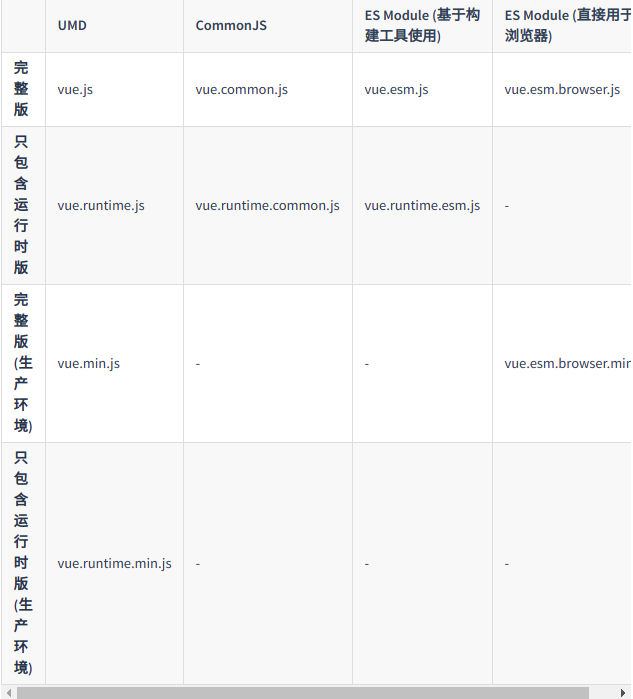 UMD
CommonJS
ES Module (基于构
建工具使用)
ES Module (直接用于
浏览器)
完
整
版
vue.js
vue.common.js
vue.esm.js
vue.esm.browser.js
只
包
含
运
行
时
版
vue.runtime.js
vue.runtime.common.js
vue.runtime.esm.js
-
完
整
版
(生
产
环
境)
vue.min.js
-
-
vue.esm.browser.min
只
包
含
运
行
时
版
(生
产
环
境)
vue.runtime.min.js
-
-
-